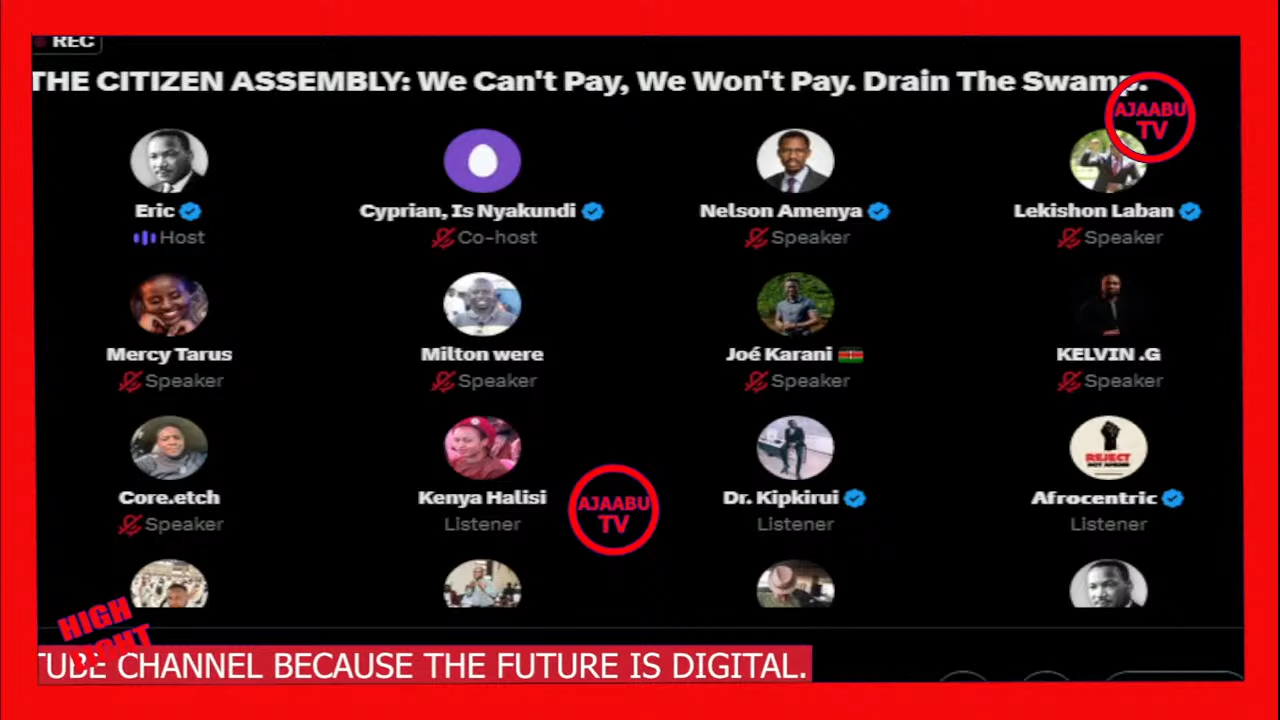 REC
THE CITIZEN ASSEMBLY: We Can't Pay, We Won't Pay. Drain The Swamp.
AJAABU
TV
Eric
Cyprian, Is Nyakundi
Nelson Amenya
Lekishon Laban
Host
Co-host
Speaker
Speaker
Mercy Tarus
Milton were
Joé Karani
KELVIN .G
Speaker
Speaker
Speaker
Speaker
REJECT
Core.etch
Kenya Halisi
AJAABU
TV
Dr. Kipkirui
Afrocentric
Speaker
Listener
Listener
Listener
HIGH
TUBE CHANNEL BECAUSE THE FUTURE IS DIGITAL.